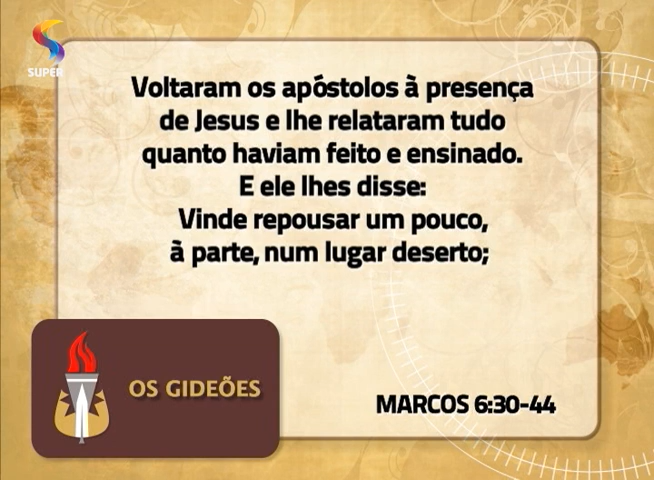 SUPER
Voltaram os apóstolos à presença
de Jesus e lhe relataram tudo
quanto haviam feito e ensinado.
E ele lhes disse:
Vinde repousar um pouco,
à parte, num lugar deserto;
OS GIDEÕES
MARCOS 6:30-44